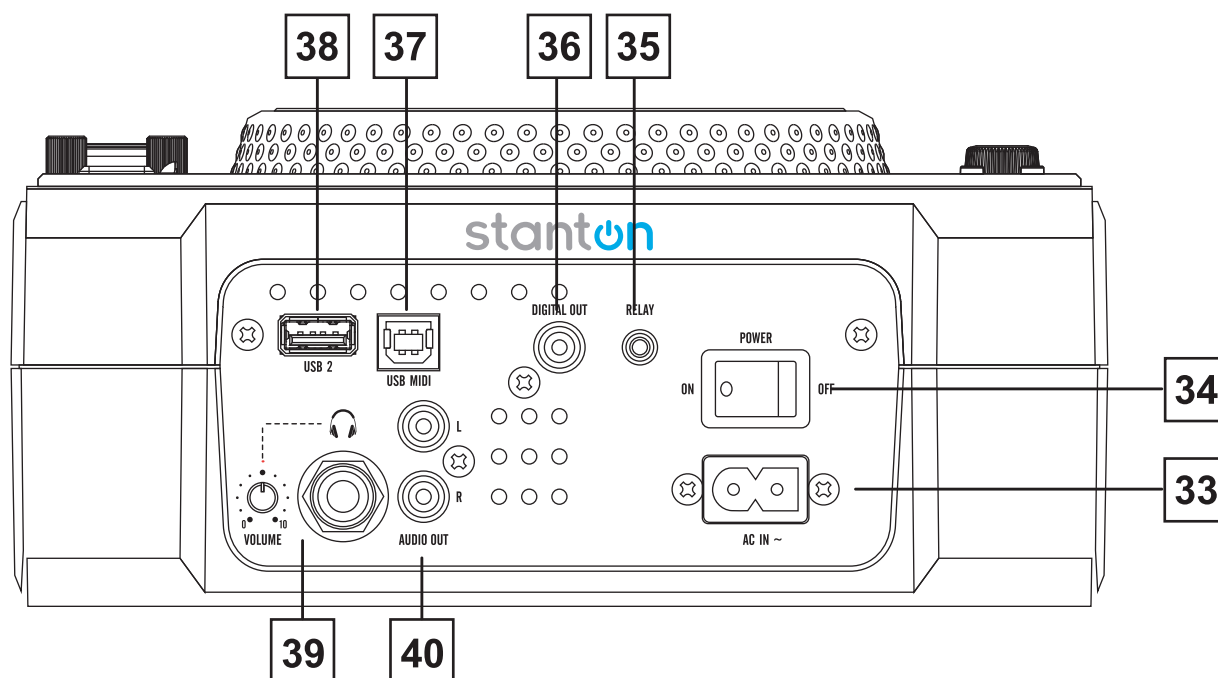 38 37 36 35
stanton
DIGITAL OUT RELAY
POWER
USB 2 USB MIDI
ON OFF 34
L
R
33
0 10
VOLUME AUDIO OUT AC IN ~
39 40